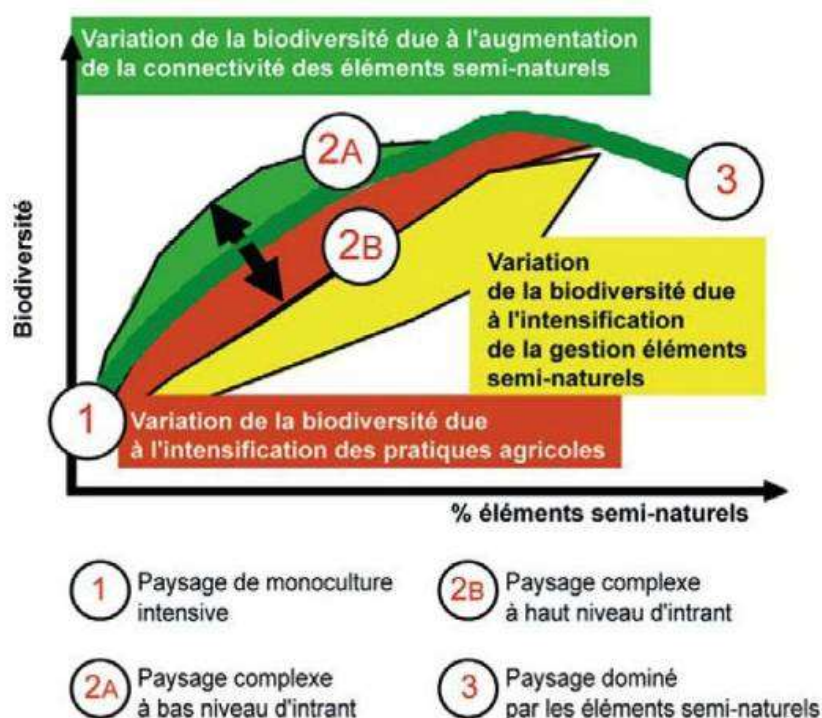 Variation de la biodiversité due à l'augmentation
de la connectivité des éléments semi-naturels
Biodiversité
2A
2B
3
Variation
de la biodiversité due
à l'intensification
de la gestion éléments
semi-naturels
1
Variation de la biodiversité due
à l'intensification des pratiques agricoles
% éléments semi-naturels
1 Paysage de monoculture
intensive
2B Paysage complexe
à haut niveau d'intrant
2A Paysage complexe
à bas niveau d'intrant
3 Paysage dominé
par les éléments semi-naturels